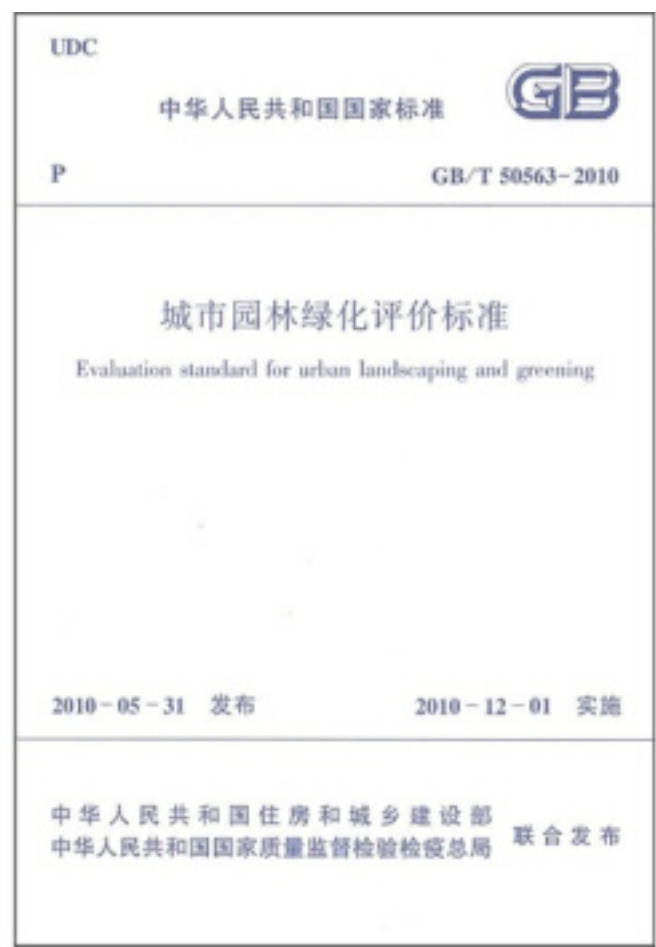 UDC
中华人民共和国国家标准
GB
P
GB/T 50563-2010
城市园林绿化评价标准
Evaluation standard for urban landscaping and greening
2010-05-31 发布
2010-12-01 实施
中华人民共和国住房和城乡建设部
中华人民共和国国家质量监督检验检疫总局
联合发布